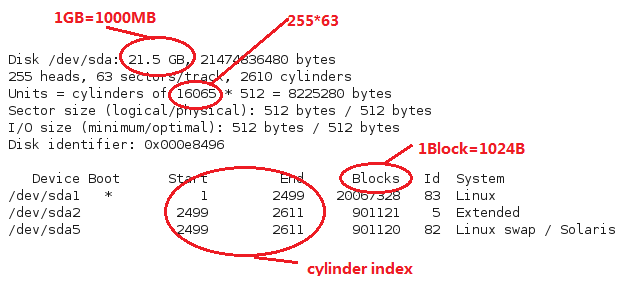 1GB=1000MB
255*63
Disk /dev/sda: 21.5 GB, 21474836480 bytes
255 heads, 63 sectors/track, 2610 cylinders
Units = cylinders of 16065 * 512 = 8225280 bytes
Sector size (logical/physical): 512 bytes / 512 bytes
I/O size (minimum/optimal): 512 bytes / 512 bytes
Disk identifier: 0x000e8496
1Block=1024B
Device Boot Start End Blocks Id System
/dev/sda1 * 1 2499 20067328 83 Linux
/dev/sda2 2499 2611 901121 5 Extended
/dev/sda5 2499 2611 901120 82 Linux swap / Solaris
cylinder index